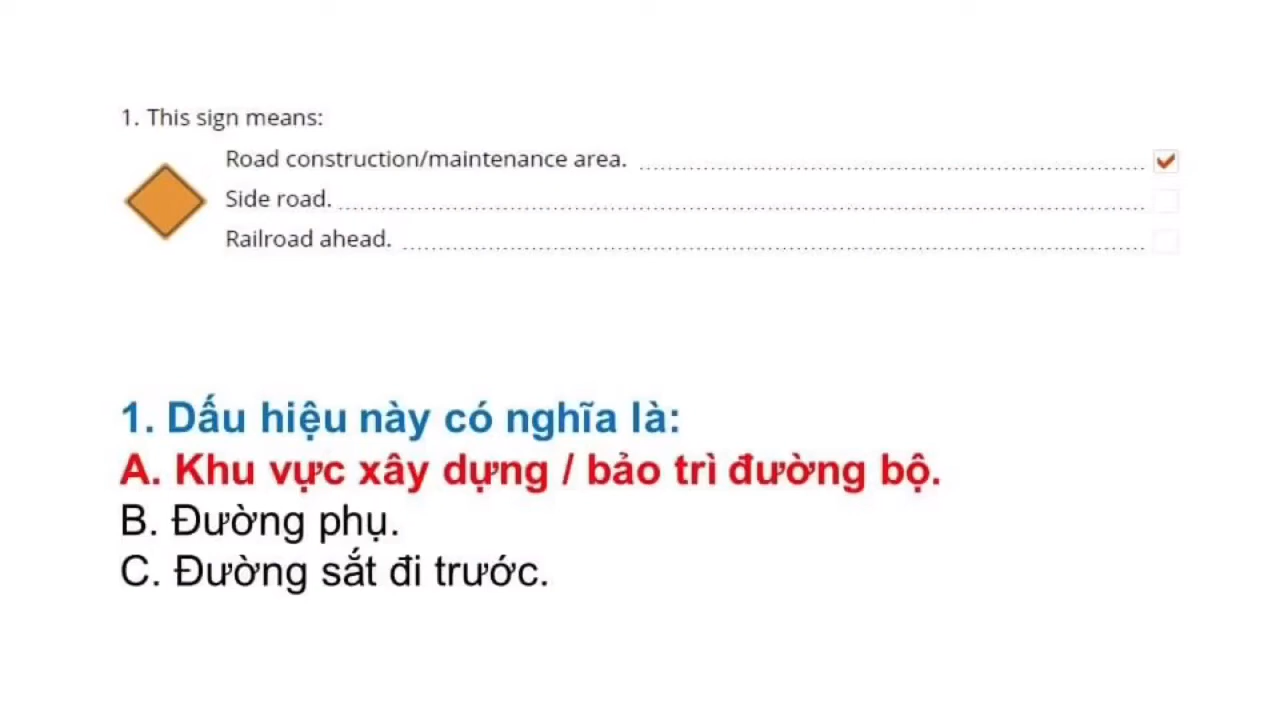 1. This sign means:
Road construction/maintenance area.
Side road.
Railroad ahead.
1. Dấu hiệu này có nghĩa là:
A. Khu vực xây dựng / bảo trì đường bộ.
B. Đường phụ.
C. Đường sắt đi trước.